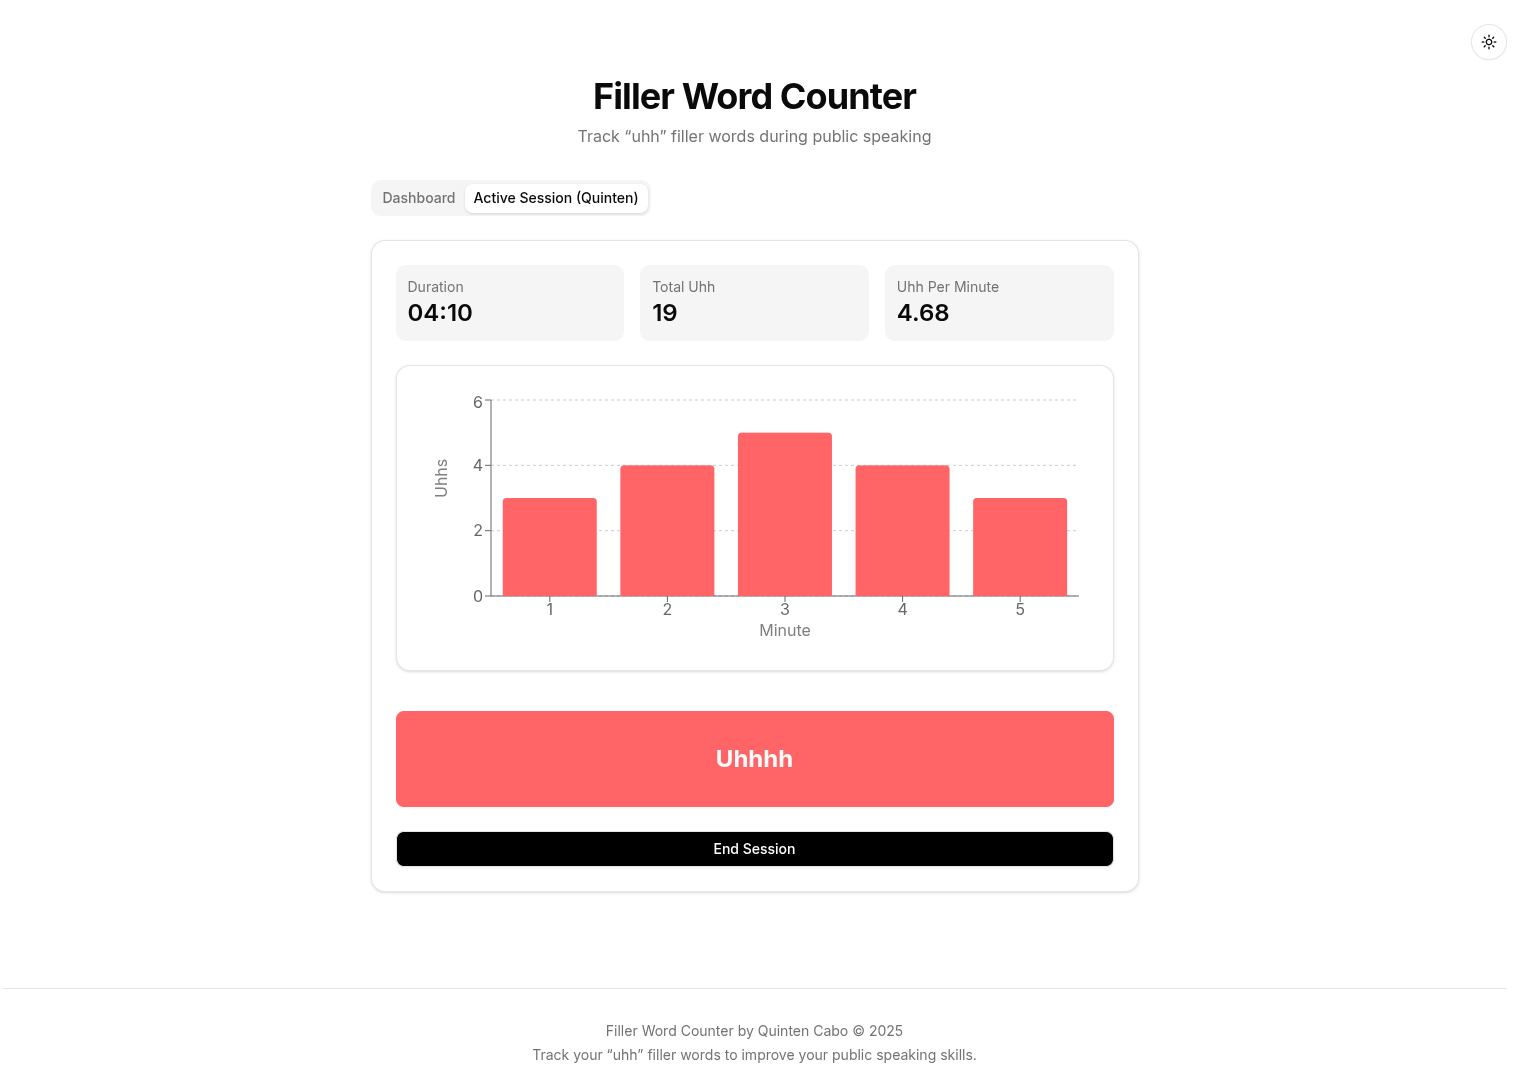 Filler Word Counter
Track “uhh” filler words during public speaking
Dashboard
Active Session (Quinten)
Duration
04:10
Total Uhh
19
Uhh Per Minute
4.68
Uhhs
6
4
2
0
1 2 3 4 5
Minute
Uhhhh
End Session
Filler Word Counter by Quinten Cabo © 2025
Track your “uhh” filler words to improve your public speaking skills.